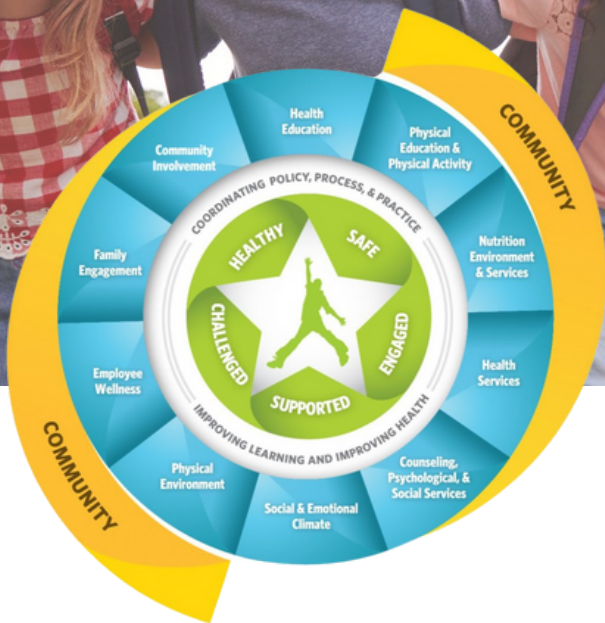 COMMUNITY
Health
Education
Physical
Education &
Physical Activity
Nutrition
Environment
& Services
Health
Services
Counseling,
Psychological, &
Social Services
Social & Emotional
Climate
Physical
Environment
Employee
Wellness
Family
Engagement
Community
Involvement
COORDINATING POLICY, PROCESS, & PRACTICE
IMPROVING LEARNING AND IMPROVING HEALTH
HEALTHY
SAFE
ENGAGED
SUPPORTED
CHALLENGED
COMMUNITY